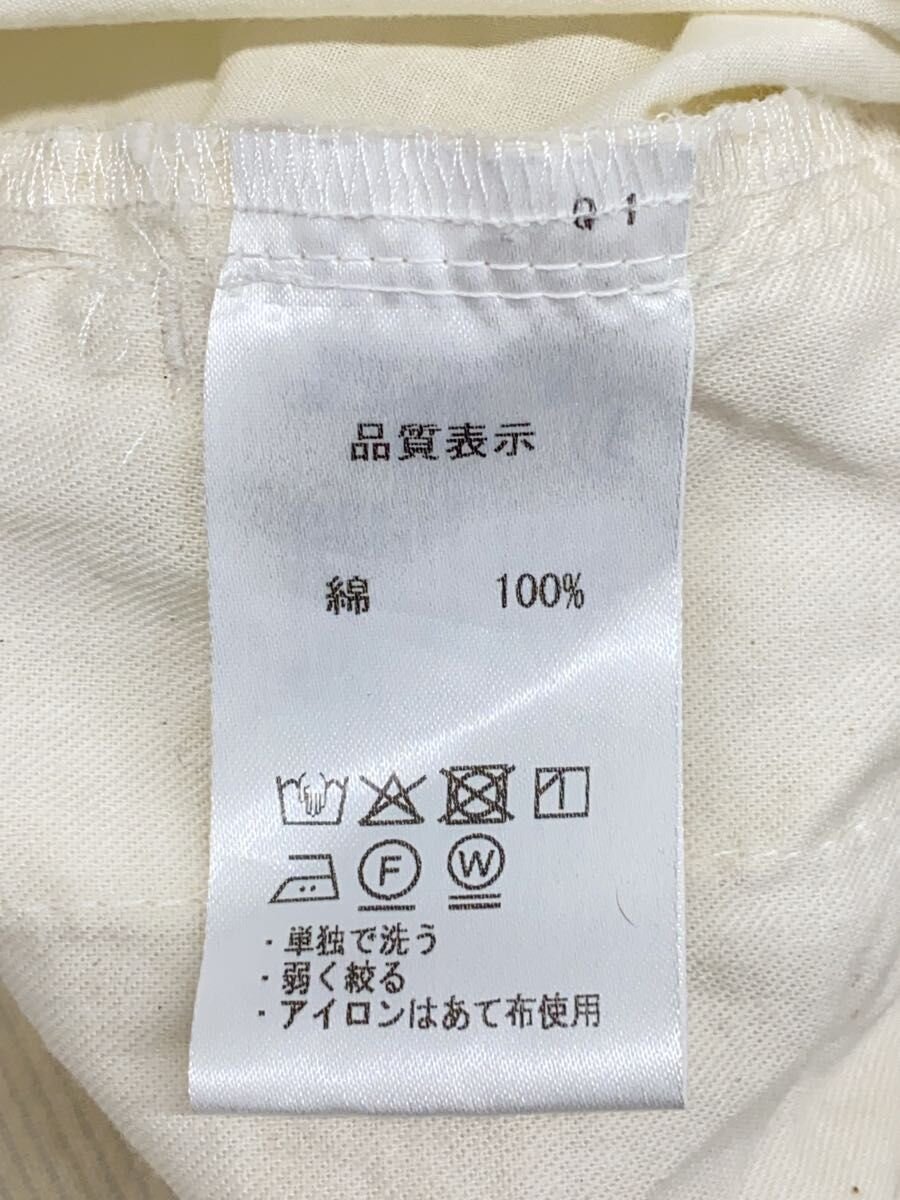 01
品質表示
綿 100%
F W
・単独で洗う
・弱く絞る
・アイロンはあて布使用